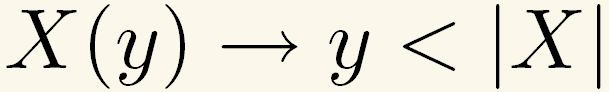 X(y) → y < |X|